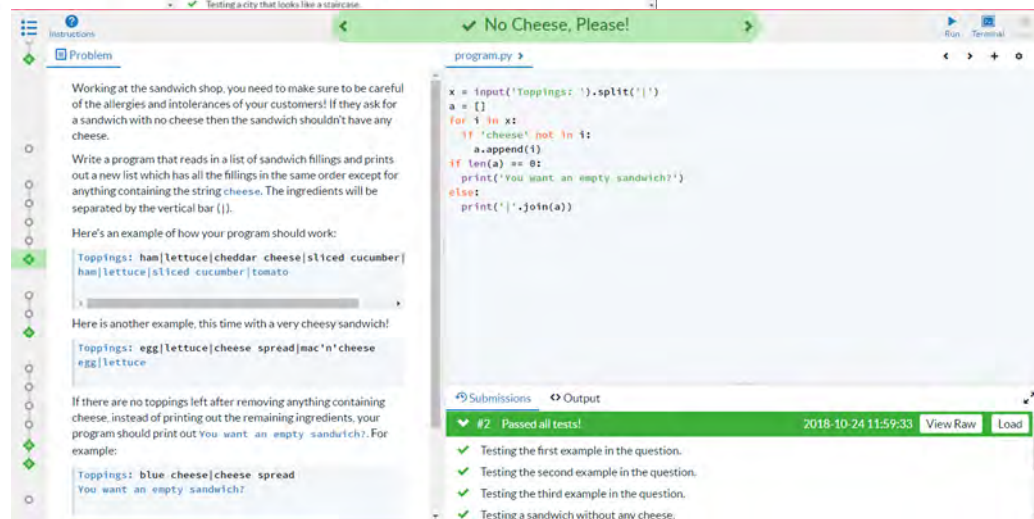 Testing a city that looks like a staircase.
Instructions
No Cheese, Please!
Run Terminal
Problem
Working at the sandwich shop, you need to make sure to be careful
of the allergies and intolerances of your customers! If they ask for
a sandwich with no cheese then the sandwich shouldn't have any
cheese.
Write a program that reads in a list of sandwich fillings and prints
out a new list which has all the fillings in the same order except for
anything containing the string cheese. The ingredients will be
separated by the vertical bar (|).
Here's an example of how your program should work:
Toppings: ham|lettuce|cheddar cheese|sliced cucumber|
ham|lettuce|sliced cucumber|tomato
Here is another example, this time with a very cheesy sandwich!
Toppings: egg|lettuce|cheese spread|mac'n'cheese
egg|lettuce
If there are no toppings left after removing anything containing
cheese, instead of printing out the remaining ingredients, your
program should print out You want an empty sandwich?. For
example:
Toppings: blue cheese|cheese spread
You want an empty sandwich?
program.py
x = input('Toppings: ').split('|')
a = []
for i in x:
  if 'cheese' not in i:
    a.append(i)
if len(a) == 0:
  print('You want an empty sandwich?')
else:
  print('|'.join(a))
Submissions <> Output
#2 Passed all tests! 2018-10-24 11:59:33 View Raw Load
Testing the first example in the question.
Testing the second example in the question.
Testing the third example in the question.
Testing a sandwich without any cheese.